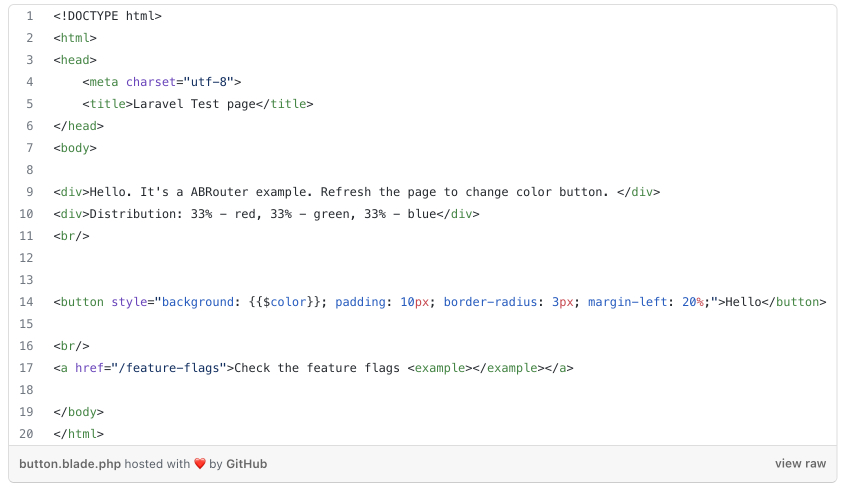 1 <!DOCTYPE html>
2 <html>
3 <head>
4     <meta charset="utf-8">
5     <title>Laravel Test page</title>
6 </head>
7 <body>
8
9 <div>Hello. It's a ABRouter example. Refresh the page to change color button. </div>
10 <div>Distribution: 33% - red, 33% - green, 33% - blue</div>
11 <br/>
12
13
14 <button style="background: {{$color}}; padding: 10px; border-radius: 3px; margin-left: 20%;">Hello</button>
15
16 <br/>
17 <a href="/feature-flags">Check the feature flags <example></example></a>
18
19 </body>
20 </html>
button.blade.php hosted with ❤ by GitHub view raw